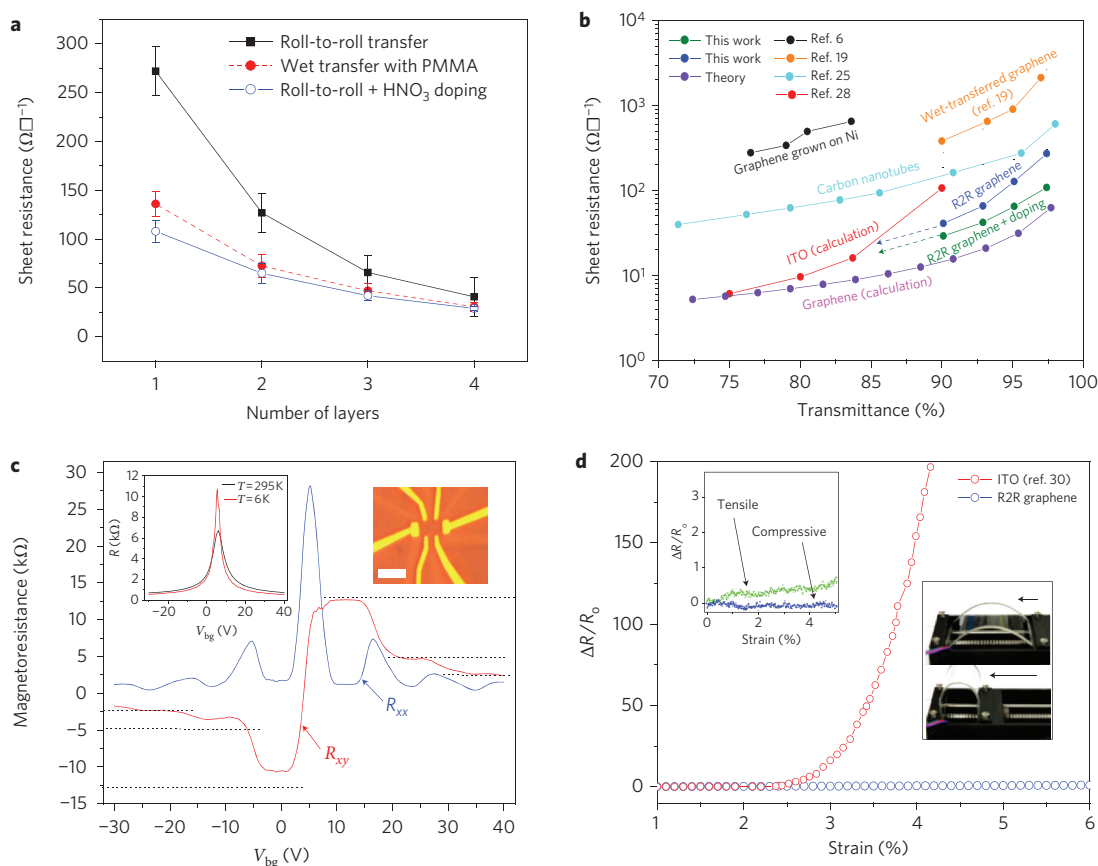 a
Sheet resistance (Ω□⁻¹)
300
250
200
150
100
50
0
Roll-to-roll transfer
Wet transfer with PMMA
Roll-to-roll + HNO₃ doping
1 2 3 4
Number of layers
b
Sheet resistance (Ω□⁻¹)
10⁴
10³
10²
10¹
10⁰
This work
This work
Theory
Ref. 6
Ref. 19
Ref. 25
Ref. 28
Wet-transferred graphene
(ref. 19)
Graphene grown on Ni
Carbon nanotubes
R2R graphene
ITO (calculation)
R2R graphene + doping
Graphene (calculation)
70 75 80 85 90 95 100
Transmittance (%)
c
Magnetoresistance (kΩ)
30
25
20
15
10
5
0
−5
−10
−15
R (kΩ)
12
10
8
6
4
2
0
T = 295 K
T = 6 K
−20 0 20 40
V_bg (V)
R_xx
R_xy
−30 −20 −10 0 10 20 30 40
V_bg (V)
d
ΔR/R_o
200
150
100
50
0
ITO (ref. 30)
R2R graphene
ΔR/R_o
3
2
1
0
Tensile
Compressive
0 2 4
Strain (%)
1 2 3 4 5 6
Strain (%)